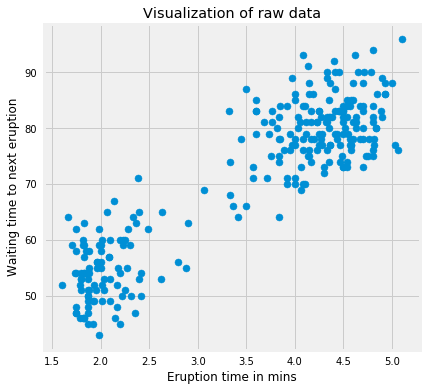 Visualization of raw data
90
80
70
60
50
Waiting time to next eruption
1.5 2.0 2.5 3.0 3.5 4.0 4.5 5.0
Eruption time in mins